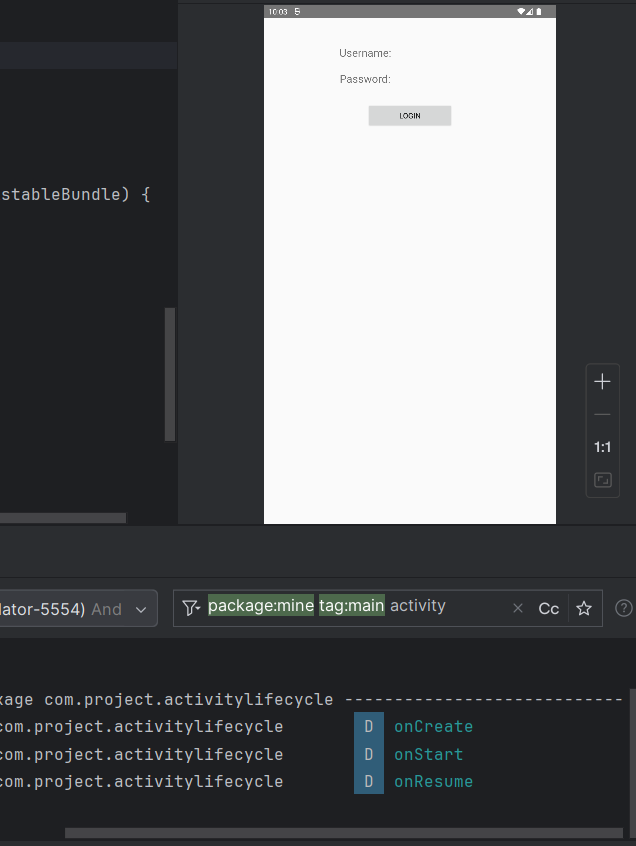 10:03
Username:
Password:
LOGIN
stableBundle) {
1:1
lator-5554) And
package:mine tag:main activity
Cc
?
kage com.project.activitylifecycle ----------------------------
com.project.activitylifecycle D onCreate
com.project.activitylifecycle D onStart
com.project.activitylifecycle D onResume